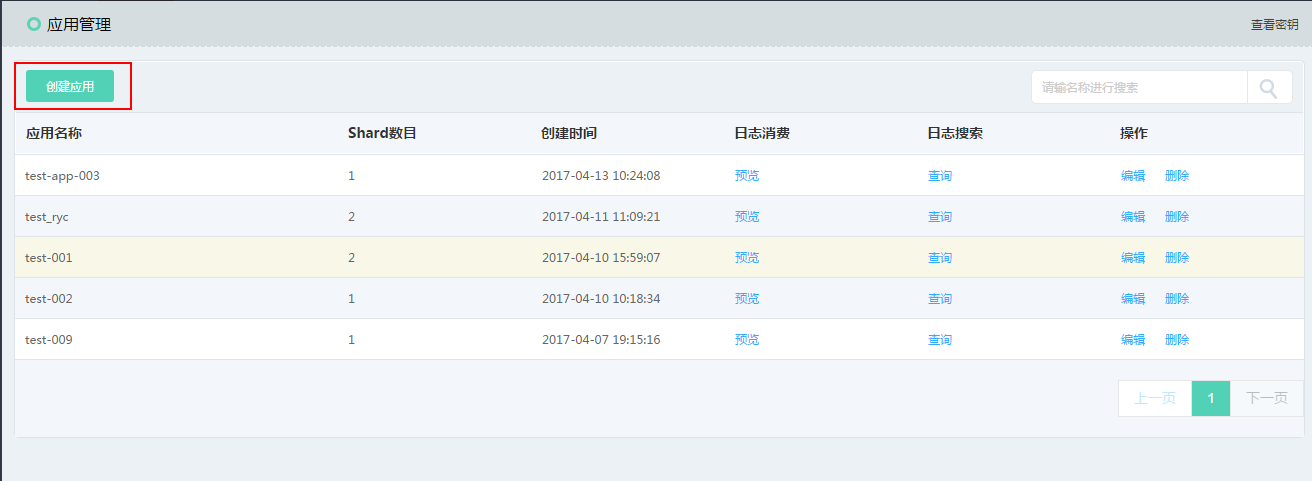 应用管理
查看密钥
创建应用
请输名称进行搜索
应用名称 Shard数目 创建时间 日志消费 日志搜索 操作
test-app-003 1 2017-04-13 10:24:08 预览 查询 编辑 删除
test_ryc 2 2017-04-11 11:09:21 预览 查询 编辑 删除
test-001 2 2017-04-10 15:59:07 预览 查询 编辑 删除
test-002 1 2017-04-10 10:18:34 预览 查询 编辑 删除
test-009 1 2017-04-07 19:15:16 预览 查询 编辑 删除
上一页 1 下一页